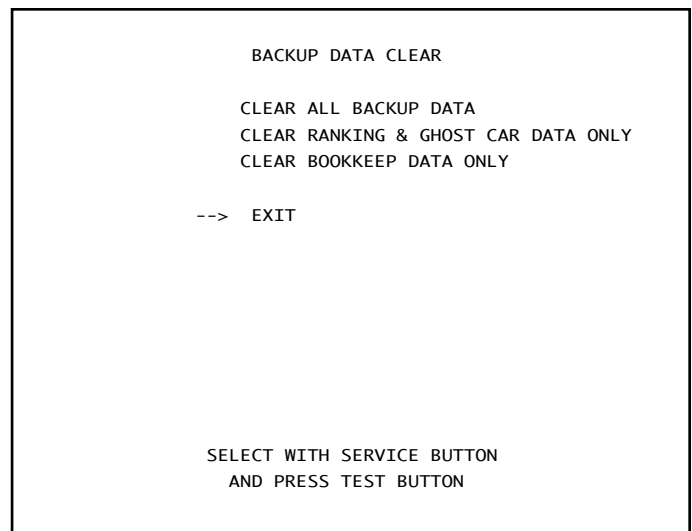 BACKUP DATA CLEAR
CLEAR ALL BACKUP DATA
CLEAR RANKING & GHOST CAR DATA ONLY
CLEAR BOOKKEEP DATA ONLY
--> EXIT
SELECT WITH SERVICE BUTTON
AND PRESS TEST BUTTON